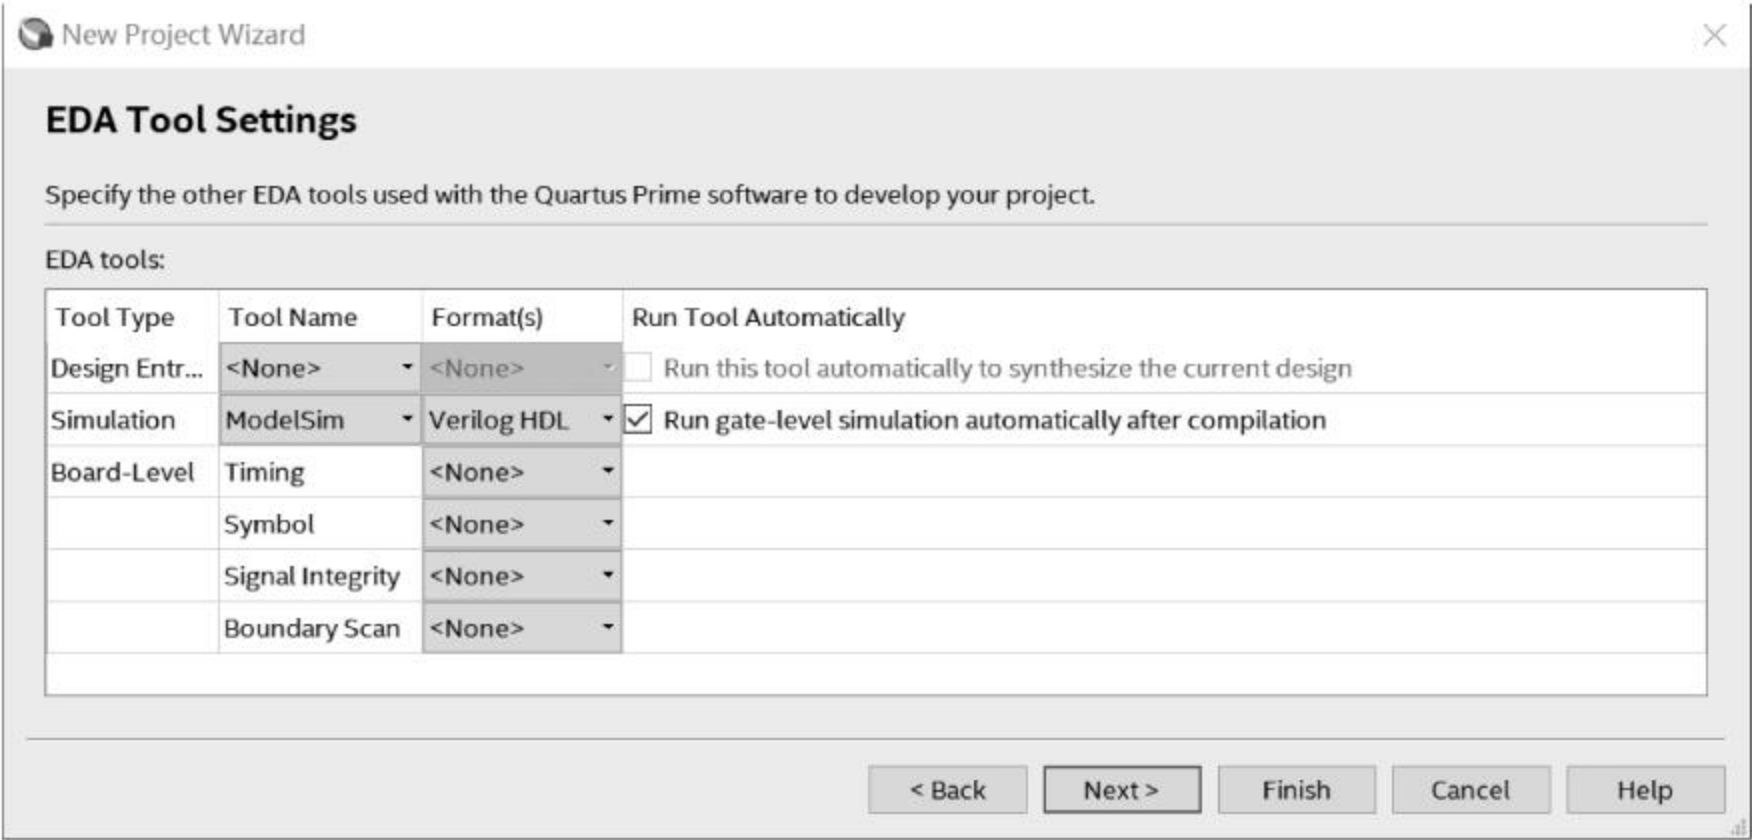 New Project Wizard
EDA Tool Settings
Specify the other EDA tools used with the Quartus Prime software to develop your project.
EDA tools:
Tool Type Tool Name Format(s) Run Tool Automatically
Design Entr... <None> <None> Run this tool automatically to synthesize the current design
Simulation ModelSim Verilog HDL Run gate-level simulation automatically after compilation
Board-Level Timing <None>
Symbol <None>
Signal Integrity <None>
Boundary Scan <None>
< Back Next > Finish Cancel Help